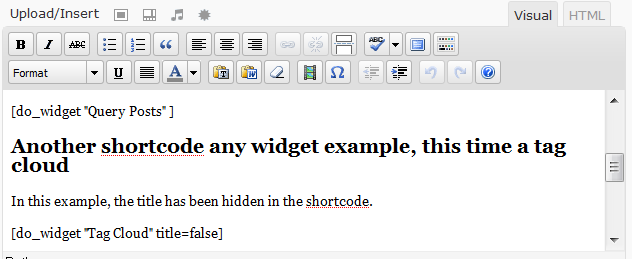 Upload/Insert Visual HTML
B I ABC “ ABC
Format U A T W Ω ?
[do_widget "Query Posts" ]
Another shortcode any widget example, this time a tag
cloud
In this example, the title has been hidden in the shortcode.
[do_widget "Tag Cloud" title=false]